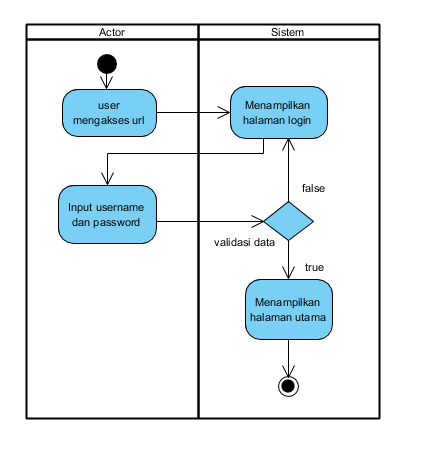 Actor
Sistem
user
mengakses url
Menampilkan
halaman login
Input username
dan password
false
validasi data
true
Menampilkan
halaman utama